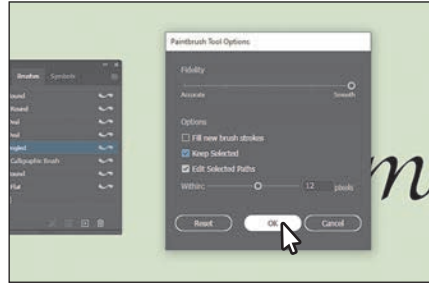 Paintbrush Tool Options
Fidelity
Accurate
Smooth
Options
Fill new brush strokes
Keep Selected
Edit Selected Paths
Within:
12
pixels
Reset
OK
Cancel
Brushes
Symbols
Round
Calligraphic Brush
Flat
m